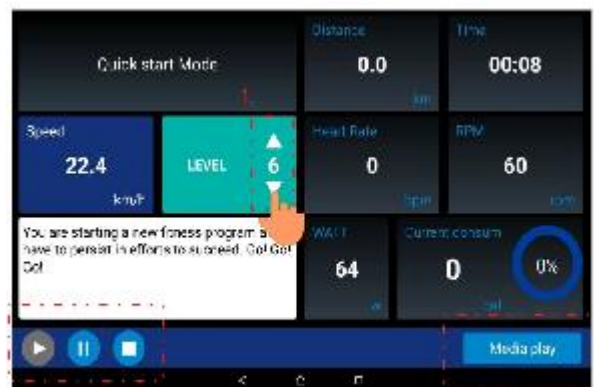 Quick start Mode
1.
Distance
0.0
km
Time
00:08
Speed
22.4
km/h
LEVEL
6
Heart Rate
0
bpm
RPM
60
rpm
You are starting a new fitness program a
have to persist in efforts to succeed. Go! Go!
Go!
WATT
64
w
Current consum
0
cal
0%
Media play